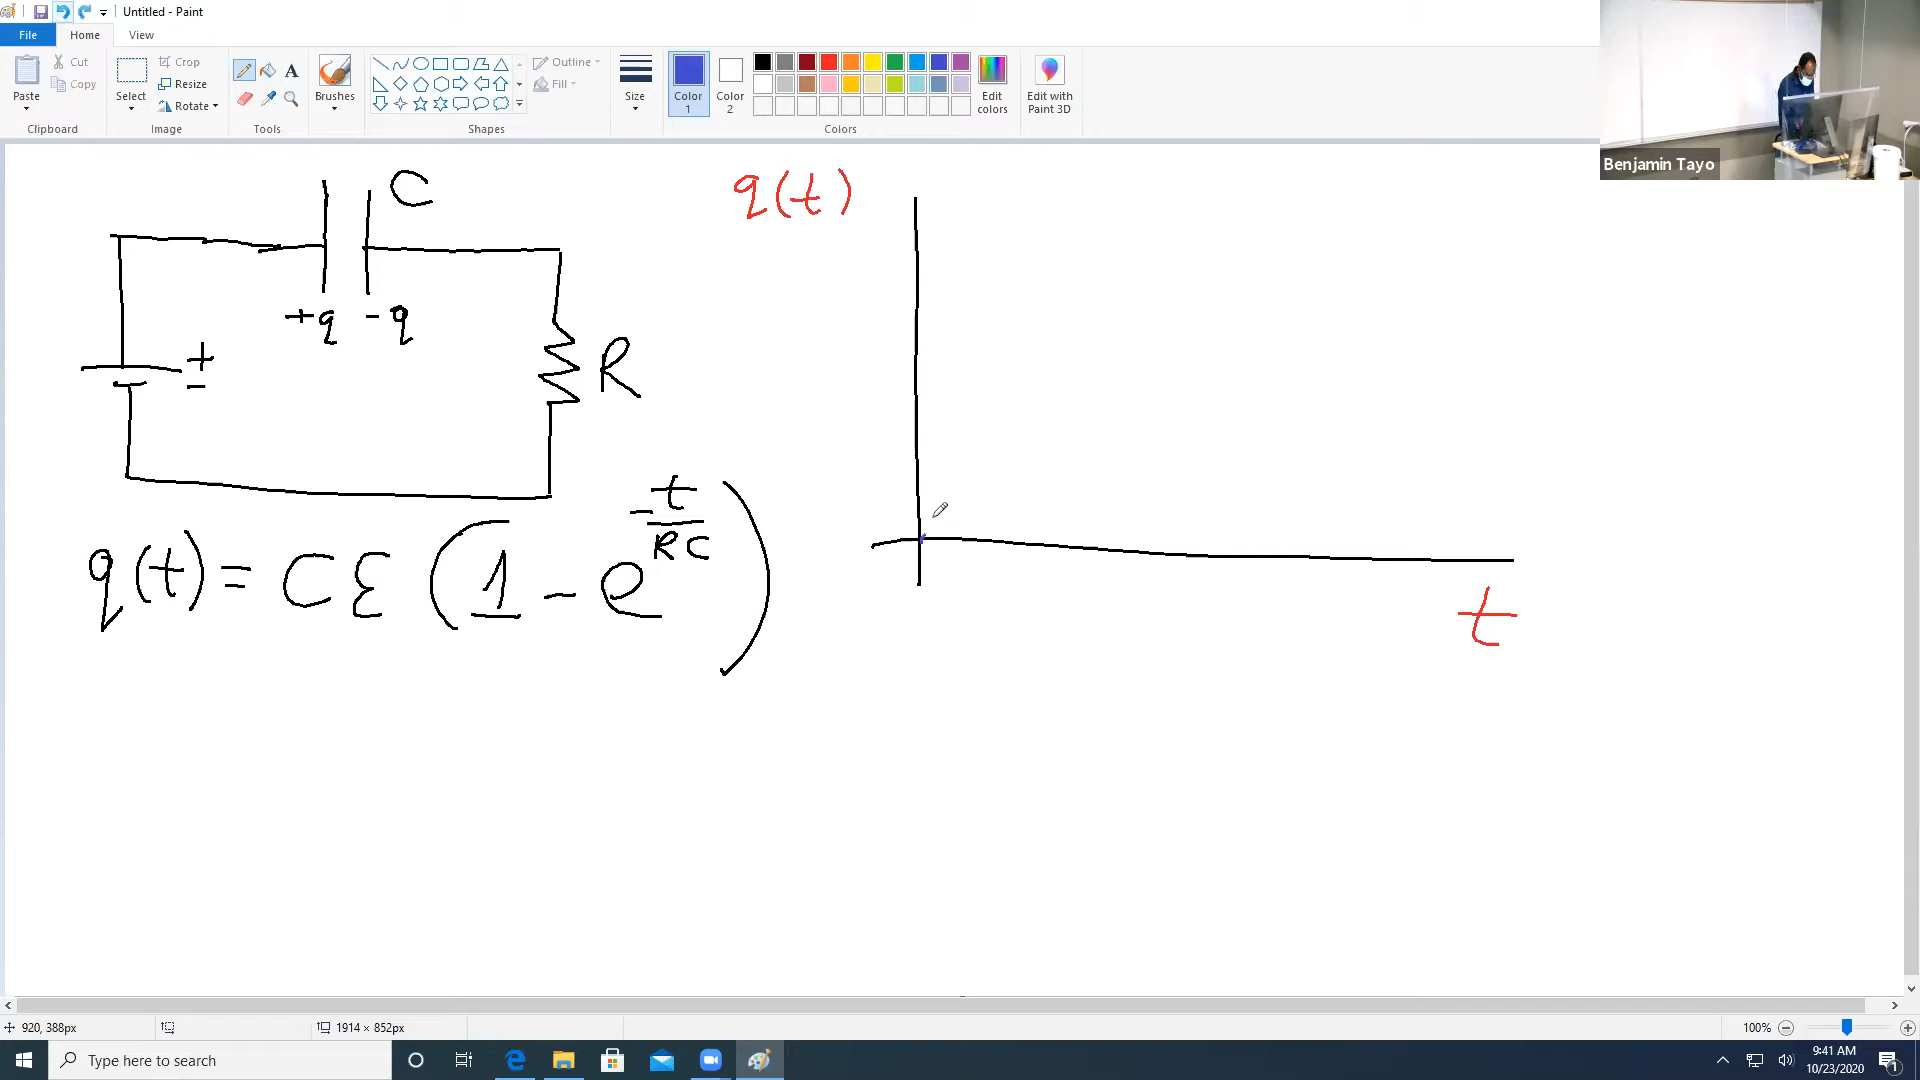 Untitled - Paint
File Home View
Paste
Cut
Copy
Clipboard
Select
Crop
Resize
Rotate
Image
A
Tools
Brushes
Shapes
Outline
Fill
Size
Color 1
Color 2
Colors
Edit colors
Edit with Paint 3D
Benjamin Tayo
C
+q -q
+
-
R
q(t) = Cε (1 - e^{-t/RC})
q(t)
t
920, 388px
1914 × 852px
100%
Type here to search
9:41 AM
10/23/2020
1